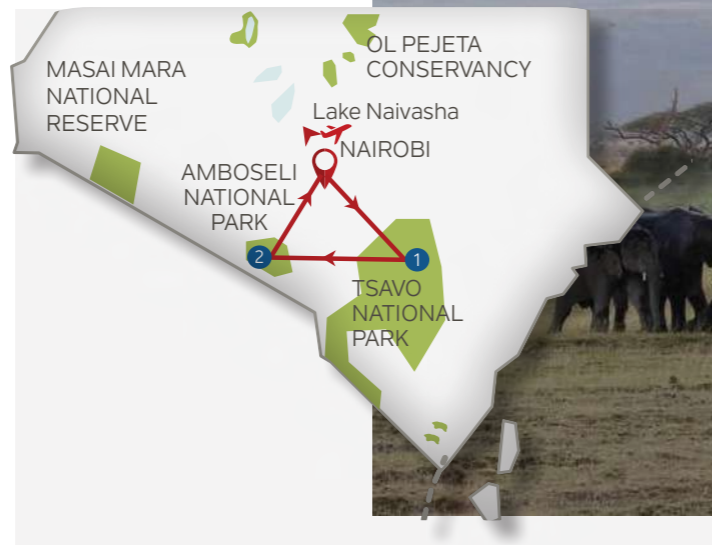 OL PEJETA
CONSERVANCY
MASAI MARA
NATIONAL
RESERVE
Lake Naivasha
NAIROBI
AMBOSELI
NATIONAL
PARK
2
1
TSAVO
NATIONAL
PARK